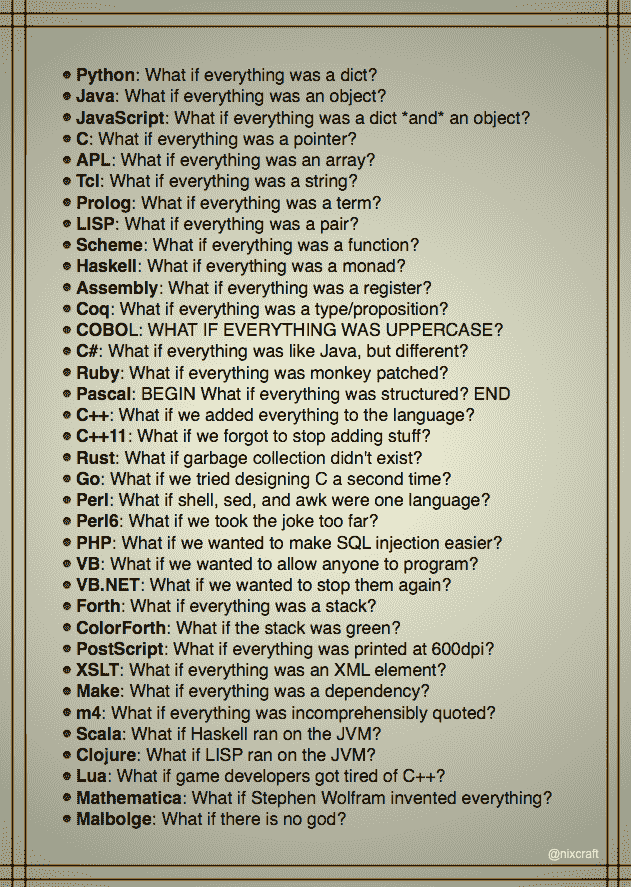 • Python: What if everything was a dict?
• Java: What if everything was an object?
• JavaScript: What if everything was a dict *and* an object?
• C: What if everything was a pointer?
• APL: What if everything was an array?
• Tcl: What if everything was a string?
• Prolog: What if everything was a term?
• LISP: What if everything was a pair?
• Scheme: What if everything was a function?
• Haskell: What if everything was a monad?
• Assembly: What if everything was a register?
• Coq: What if everything was a type/proposition?
• COBOL: WHAT IF EVERYTHING WAS UPPERCASE?
• C#: What if everything was like Java, but different?
• Ruby: What if everything was monkey patched?
• Pascal: BEGIN What if everything was structured? END
• C++: What if we added everything to the language?
• C++11: What if we forgot to stop adding stuff?
• Rust: What if garbage collection didn't exist?
• Go: What if we tried designing C a second time?
• Perl: What if shell, sed, and awk were one language?
• Perl6: What if we took the joke too far?
• PHP: What if we wanted to make SQL injection easier?
• VB: What if we wanted to allow anyone to program?
• VB.NET: What if we wanted to stop them again?
• Forth: What if everything was a stack?
• ColorForth: What if the stack was green?
• PostScript: What if everything was printed at 600dpi?
• XSLT: What if everything was an XML element?
• Make: What if everything was a dependency?
• m4: What if everything was incomprehensibly quoted?
• Scala: What if Haskell ran on the JVM?
• Clojure: What if LISP ran on the JVM?
• Lua: What if game developers got tired of C++?
• Mathematica: What if Stephen Wolfram invented everything?
• Malbolge: What if there is no god?
@nixcraft